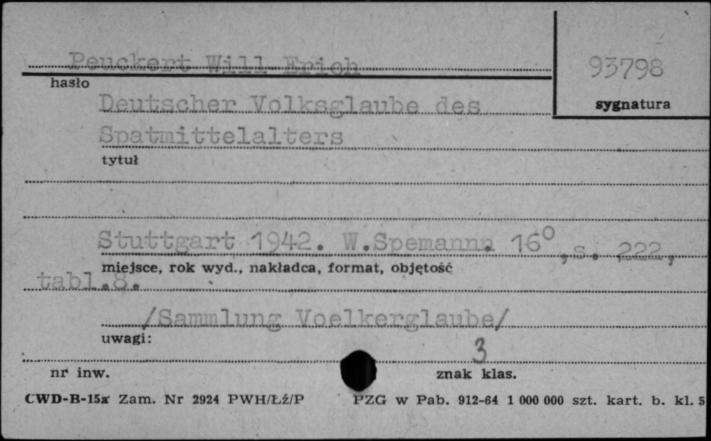 Peuckert Will-Erich
93798
hasło
sygnatura
Deutscher Volksglaube des
Spatmittelalters
tytuł
Stuttgart 1942. W.Spemann. 16⁰, s. 222,
miejsce, rok wyd., nakładca, format, objętość
tabl.8.
/Sammlung Voelkerglaube/
uwagi:
3
nr inw.
znak klas.
CWD-B-15a Zam. Nr 2924 PWH/Łź/P PZG w Pab. 912-64 1 000 000 szt. kart. b. kl. 5